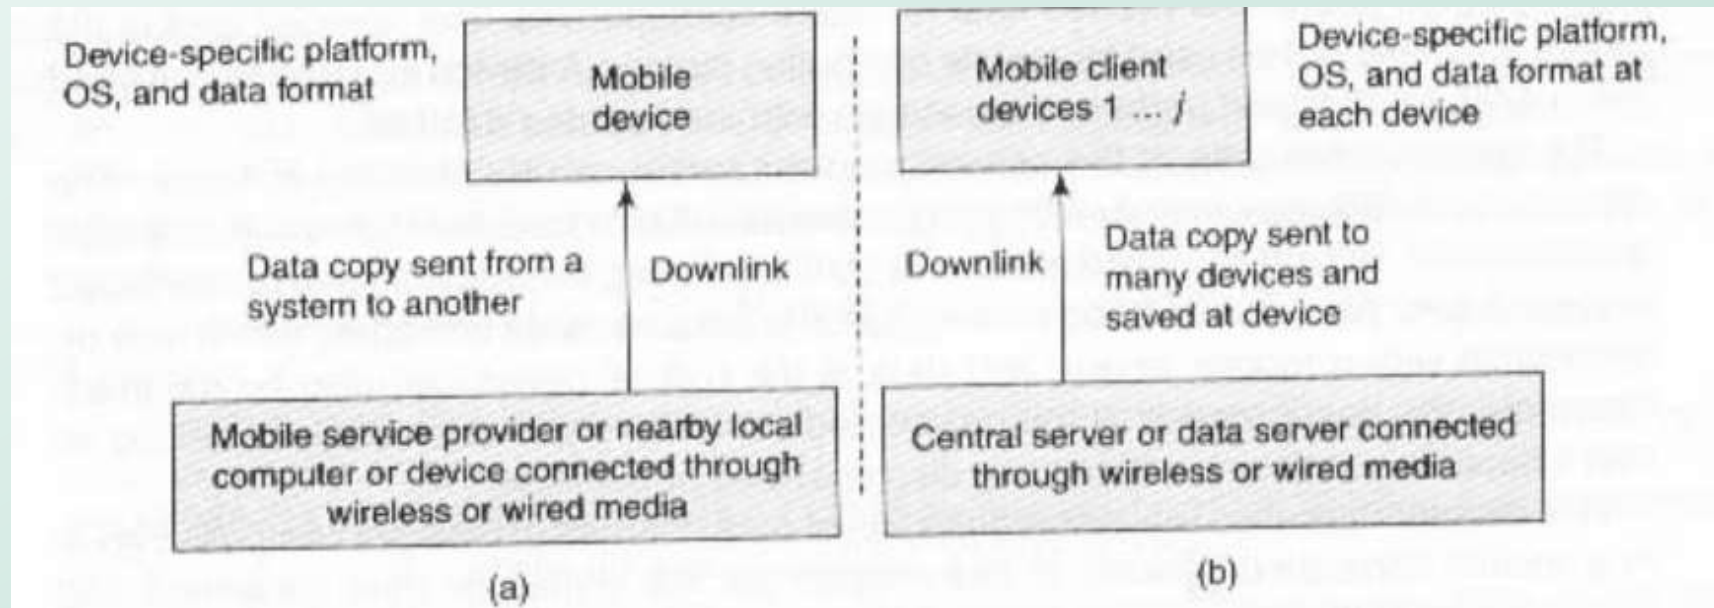 Device-specific platform,
OS, and data format
Mobile
device
Data copy sent from a
system to another
Downlink
Mobile service provider or nearby local
computer or device connected through
wireless or wired media
(a)
Mobile client
devices 1 ... j
Device-specific platform,
OS, and data format at
each device
Downlink
Data copy sent to
many devices and
saved at device
Central server or data server connected
through wireless or wired media
(b)